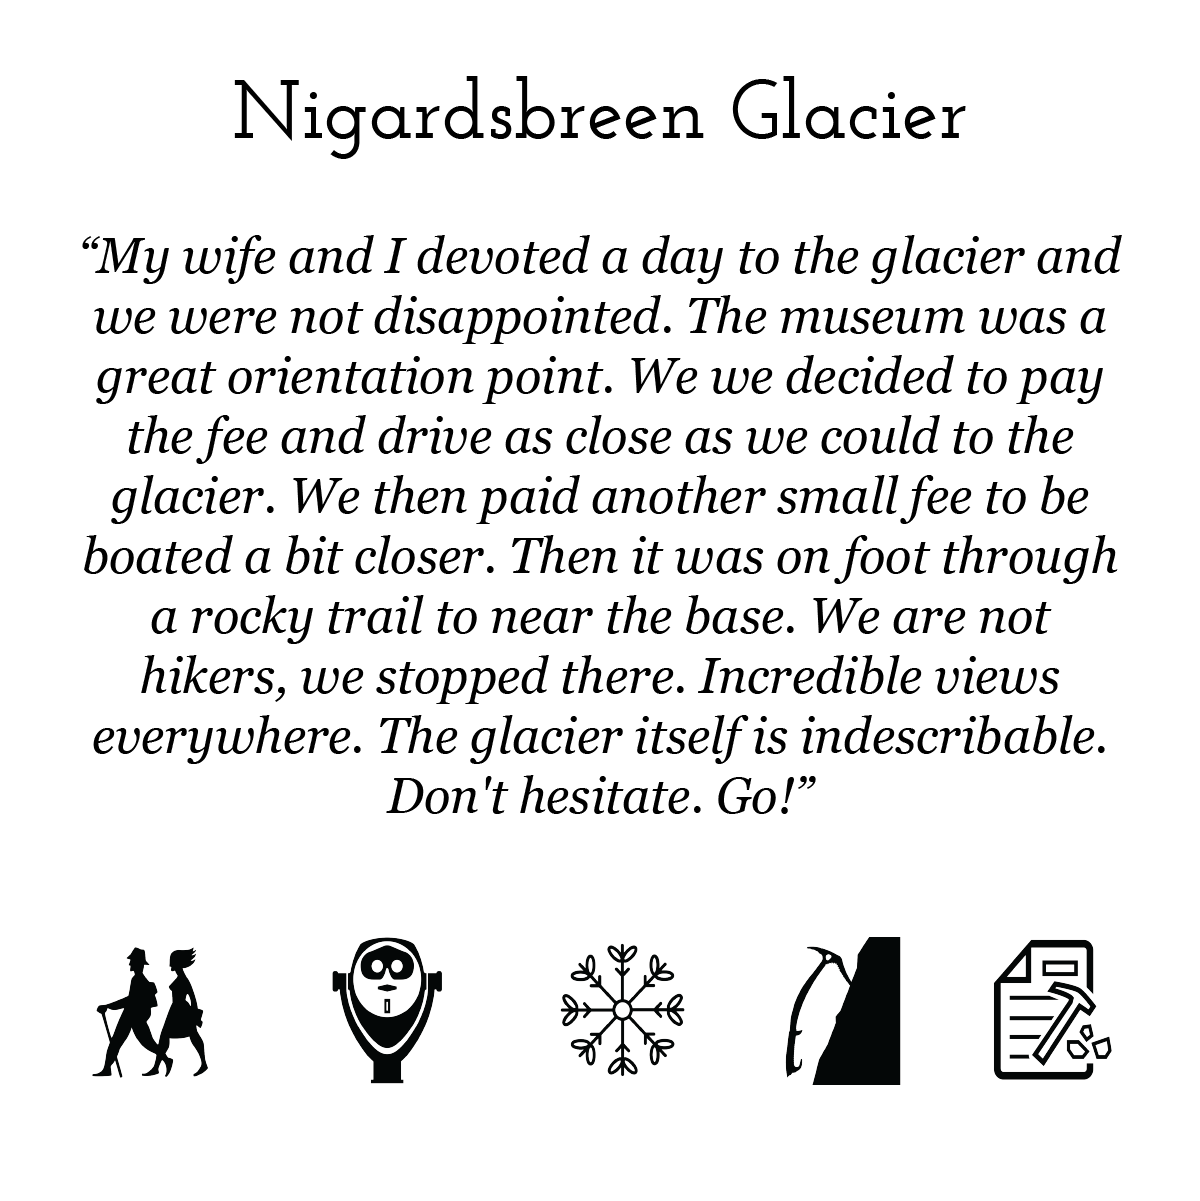 Nigardsbreen Glacier
“My wife and I devoted a day to the glacier and
we were not disappointed. The museum was a
great orientation point. We we decided to pay
the fee and drive as close as we could to the
glacier. We then paid another small fee to be
boated a bit closer. Then it was on foot through
a rocky trail to near the base. We are not
hikers, we stopped there. Incredible views
everywhere. The glacier itself is indescribable.
Don't hesitate. Go!”